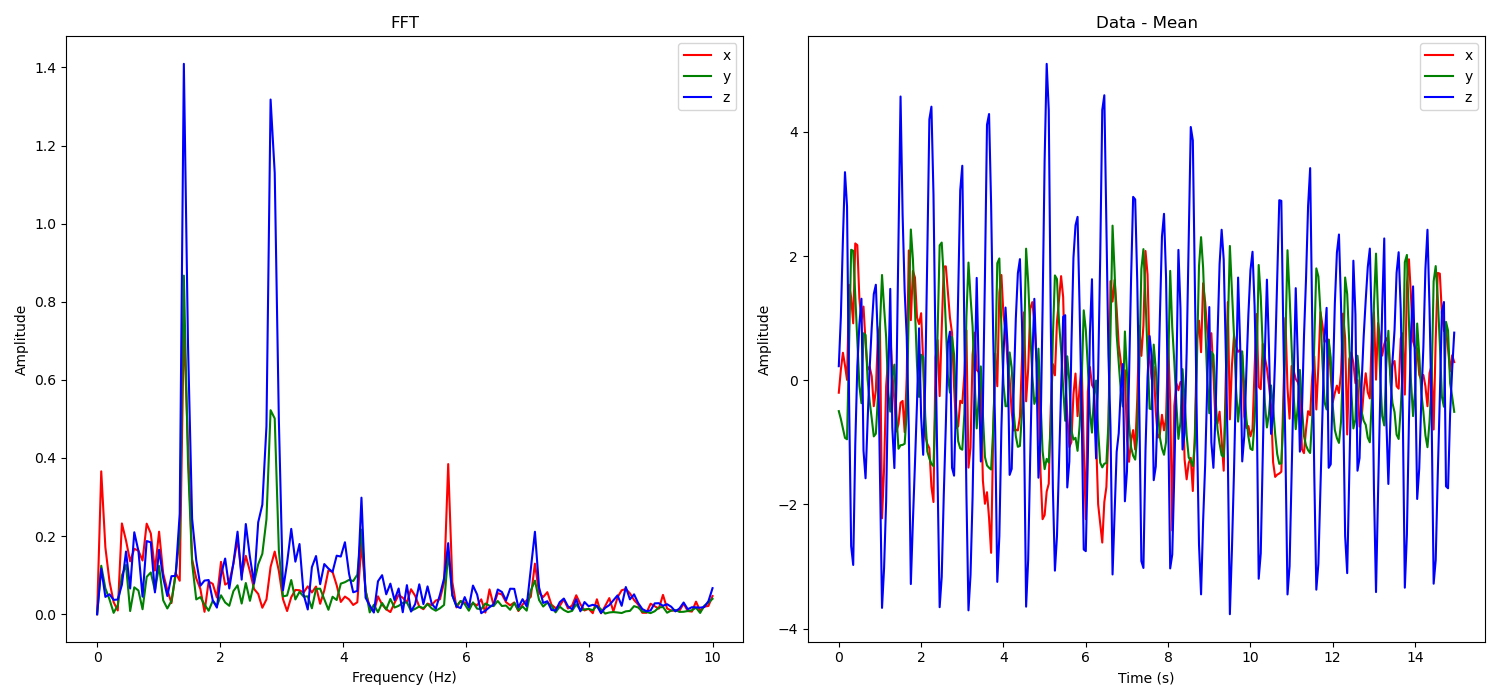 FFT
Amplitude
1.4
1.2
1.0
0.8
0.6
0.4
0.2
0.0
0 2 4 6 8 10
Frequency (Hz)
x
y
z
Data - Mean
Amplitude
4
2
0
−2
−4
0 2 4 6 8 10 12 14
Time (s)
x
y
z